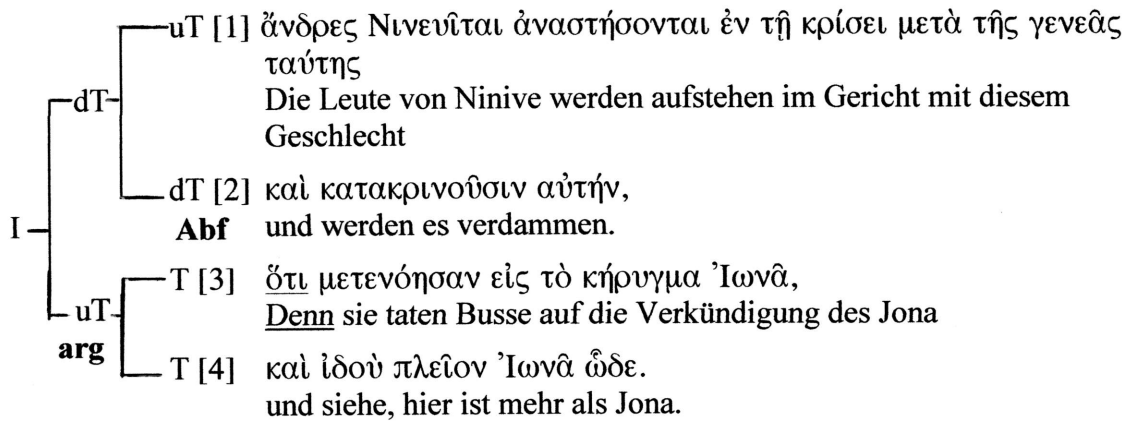 uT [1] ἄνδρες Νινευῖται ἀναστήσονται ἐν τῇ κρίσει μετὰ τῆς γενεᾶς
ταύτης
dT
Die Leute von Ninive werden aufstehen im Gericht mit diesem
Geschlecht
dT [2] καὶ κατακρινοῦσιν αὐτήν,
I
Abf und werden es verdammen.
T [3] ὅτι μετενόησαν εἰς τὸ κήρυγμα Ἰωνᾶ,
uT
Denn sie taten Busse auf die Verkündigung des Jona
arg
T [4] καὶ ἰδοὺ πλεῖον Ἰωνᾶ ὧδε.
und siehe, hier ist mehr als Jona.